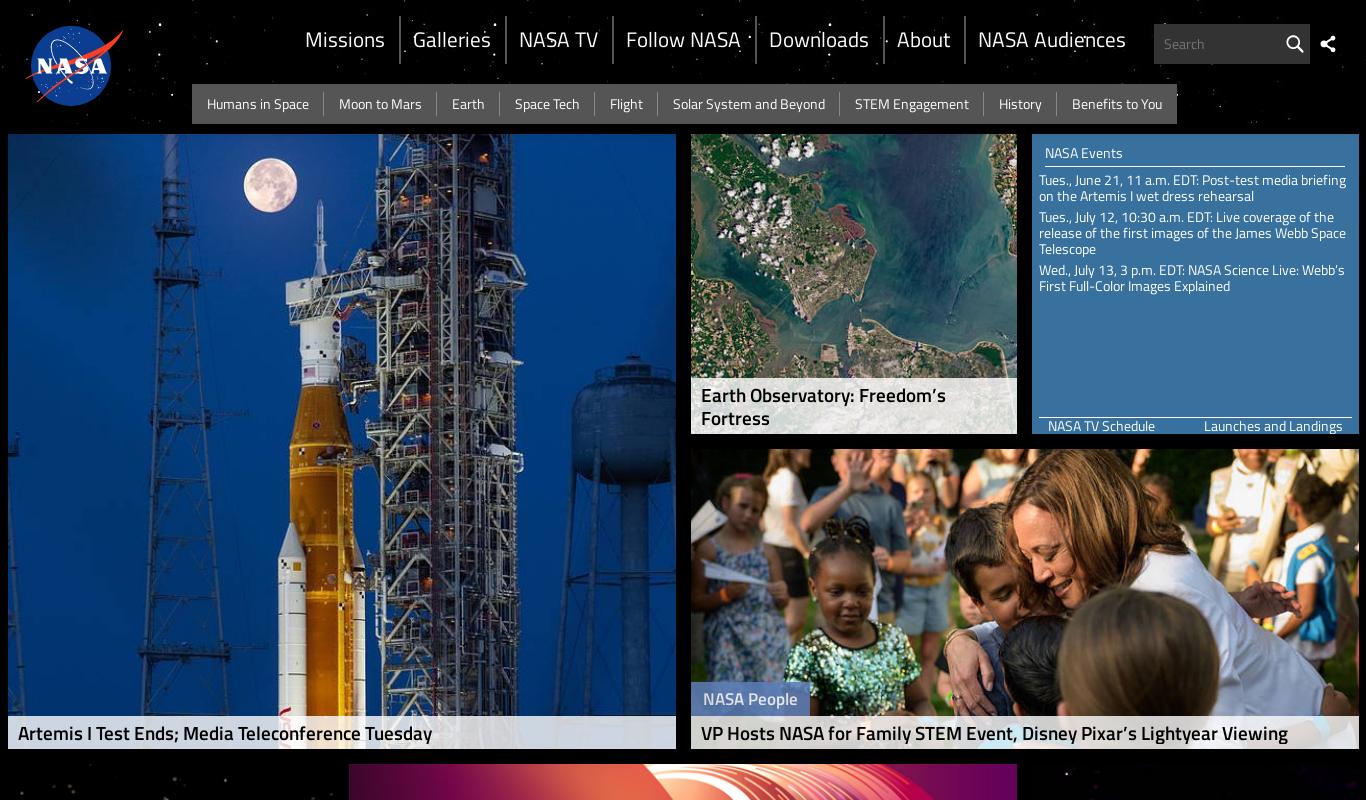 NASA
Missions
Galleries
NASA TV
Follow NASA
Downloads
About
NASA Audiences
Search
Humans in Space
Moon to Mars
Earth
Space Tech
Flight
Solar System and Beyond
STEM Engagement
History
Benefits to You
Artemis I Test Ends; Media Teleconference Tuesday
Earth Observatory: Freedom’s
Fortress
NASA Events
Tues., June 21, 11 a.m. EDT: Post-test media briefing
on the Artemis I wet dress rehearsal
Tues., July 12, 10:30 a.m. EDT: Live coverage of the
release of the first images of the James Webb Space
Telescope
Wed., July 13, 3 p.m. EDT: NASA Science Live: Webb’s
First Full-Color Images Explained
NASA TV Schedule
Launches and Landings
NASA People
VP Hosts NASA for Family STEM Event, Disney Pixar’s Lightyear Viewing